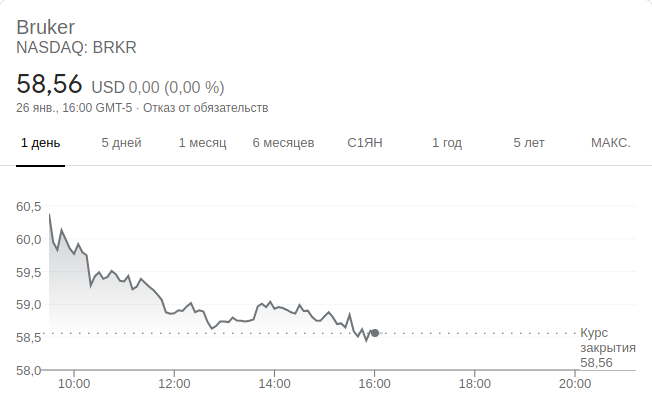 Bruker
NASDAQ: BRKR
58,56 USD 0,00 (0,00 %)
26 янв., 16:00 GMT-5 · Отказ от обязательств
1 день 5 дней 1 месяц 6 месяцев С1ЯН 1 год 5 лет МАКС.
60,5
60,0
59,5
59,0
58,5
58,0
Курс
закрытия
58,56
10:00 12:00 14:00 16:00 18:00 20:00